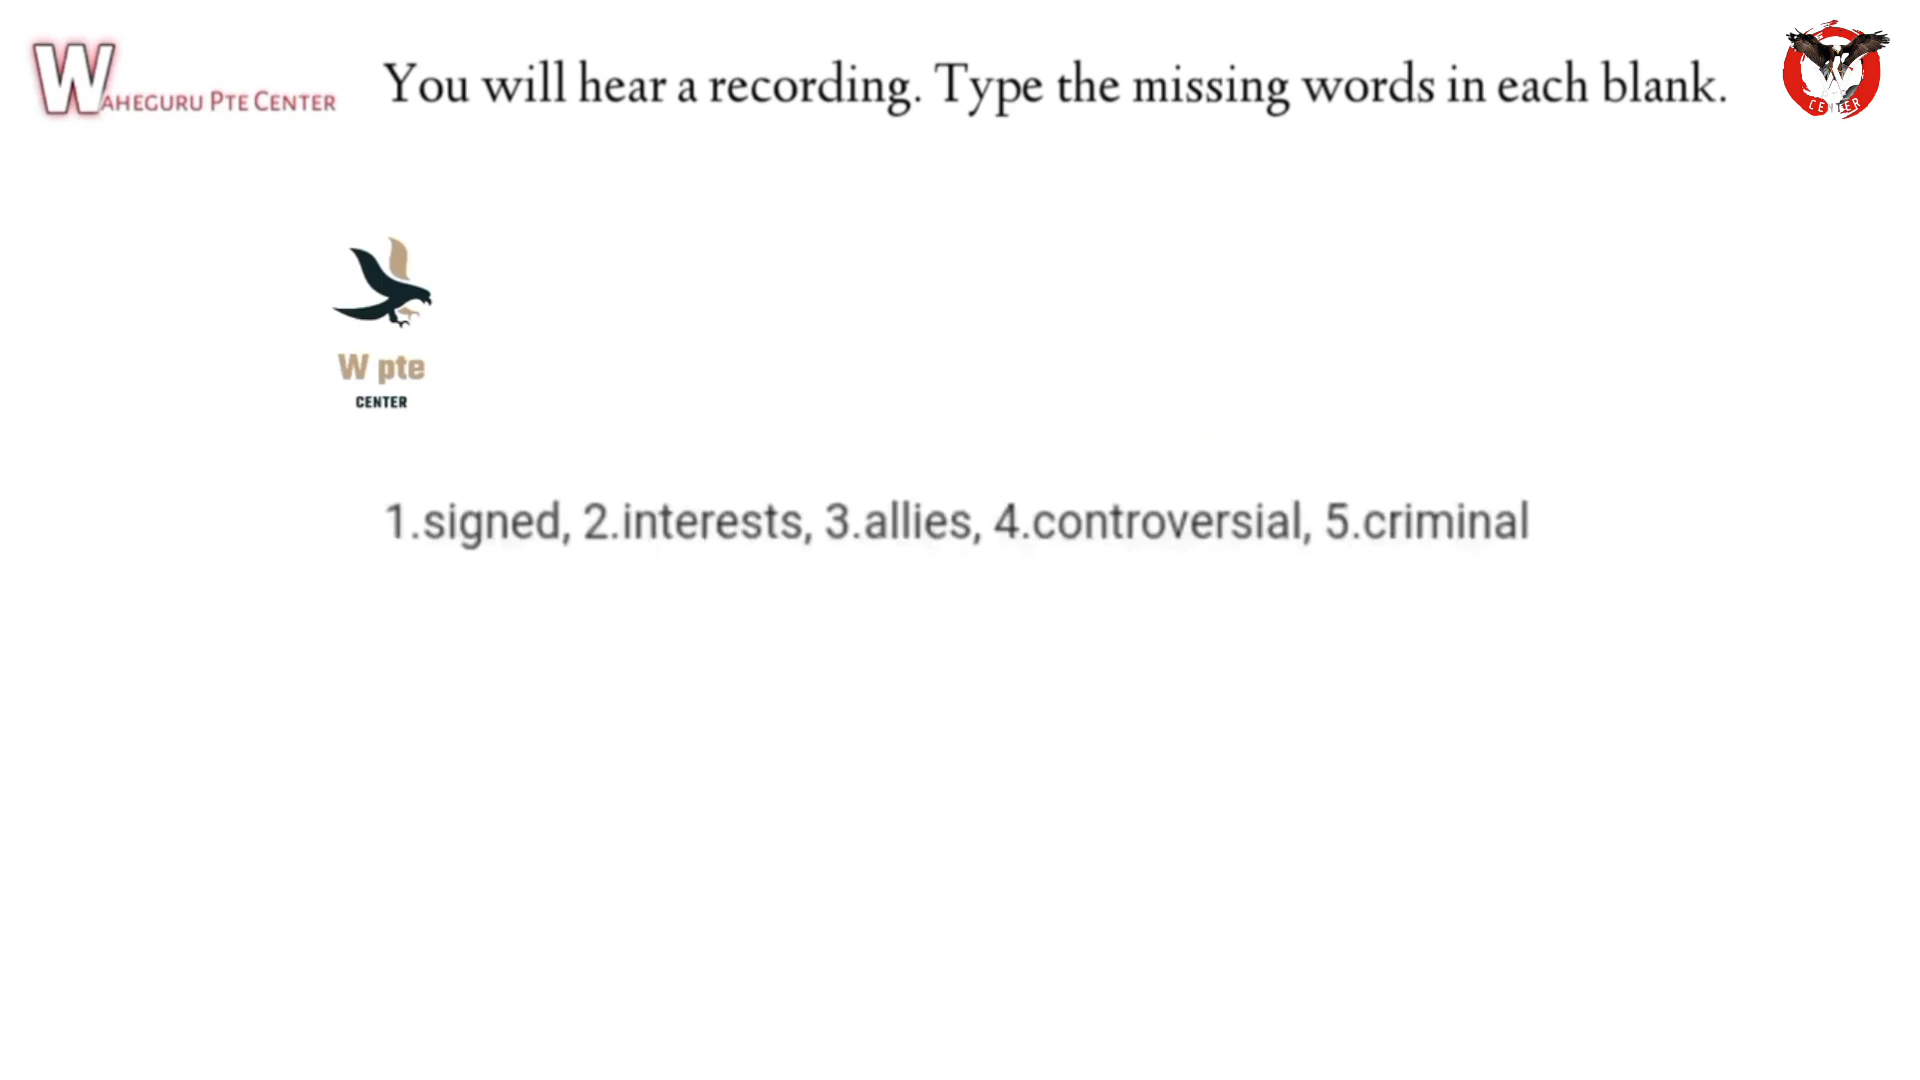 WAHEGURU PTE CENTER
You will hear a recording. Type the missing words in each blank.
CENTER
W pte
CENTER
1.signed, 2.interests, 3.allies, 4.controversial, 5.criminal